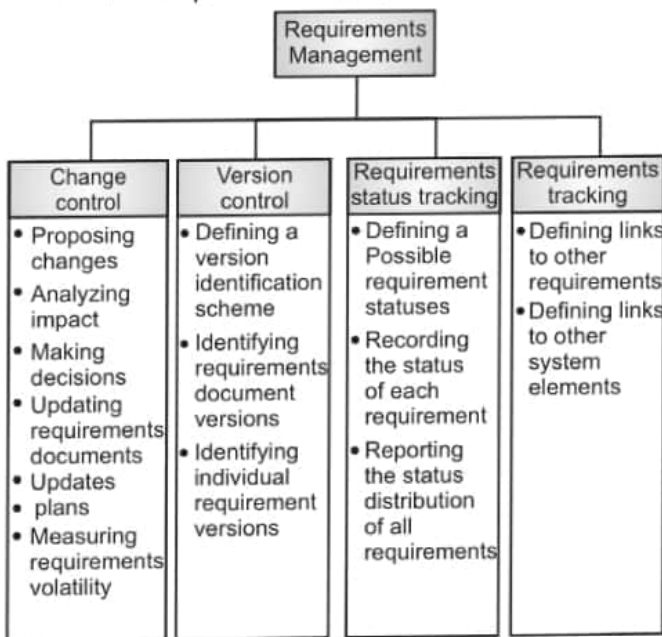 Requirements
Management
Change
control
• Proposing
changes
• Analyzing
impact
• Making
decisions
• Updating
requirements
documents
• Updates
• plans
• Measuring
requirements
volatility
Version
control
• Defining a
version
identification
scheme
• Identifying
requirements
document
versions
• Identifying
individual
requirement
versions
Requirements
status tracking
• Defining a
Possible
requirement
statuses
• Recording
the status
of each
requirement
• Reporting
the status
distribution
of all
requirements
Requirements
tracking
• Defining links
to other
requirements
• Defining links
to other
system
elements